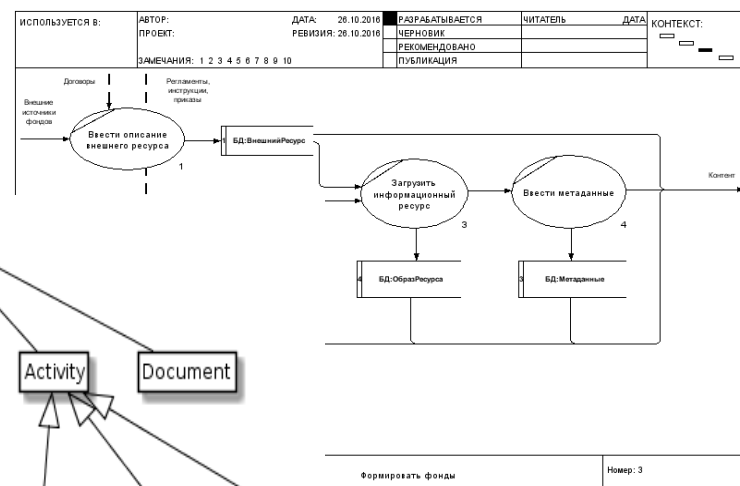 ИСПОЛЬЗУЕТСЯ В:
АВТОР:
ДАТА: 26.10.2016
ПРОЕКТ:
РЕВИЗИЯ: 26.10.2016
ЗАМЕЧАНИЯ: 1 2 3 4 5 6 7 8 9 10
РАЗРАБАТЫВАЕТСЯ
ЧЕРНОВИК
РЕКОМЕНДОВАНО
ПУБЛИКАЦИЯ
ЧИТАТЕЛЬ
ДАТА
КОНТЕКСТ:
Договоры
Регламенты,
инструкции,
приказы
Внешние
источники
фондов
Ввести описание
внешнего ресурса
1
1 БД:ВнешнийРесурс
Загрузить
информационный
ресурс
3
Ввести метаданные
4
Контент
4 БД:ОбразРесурса
3 БД:Метаданные
Activity
Document
Формировать фонды
Номер: 3